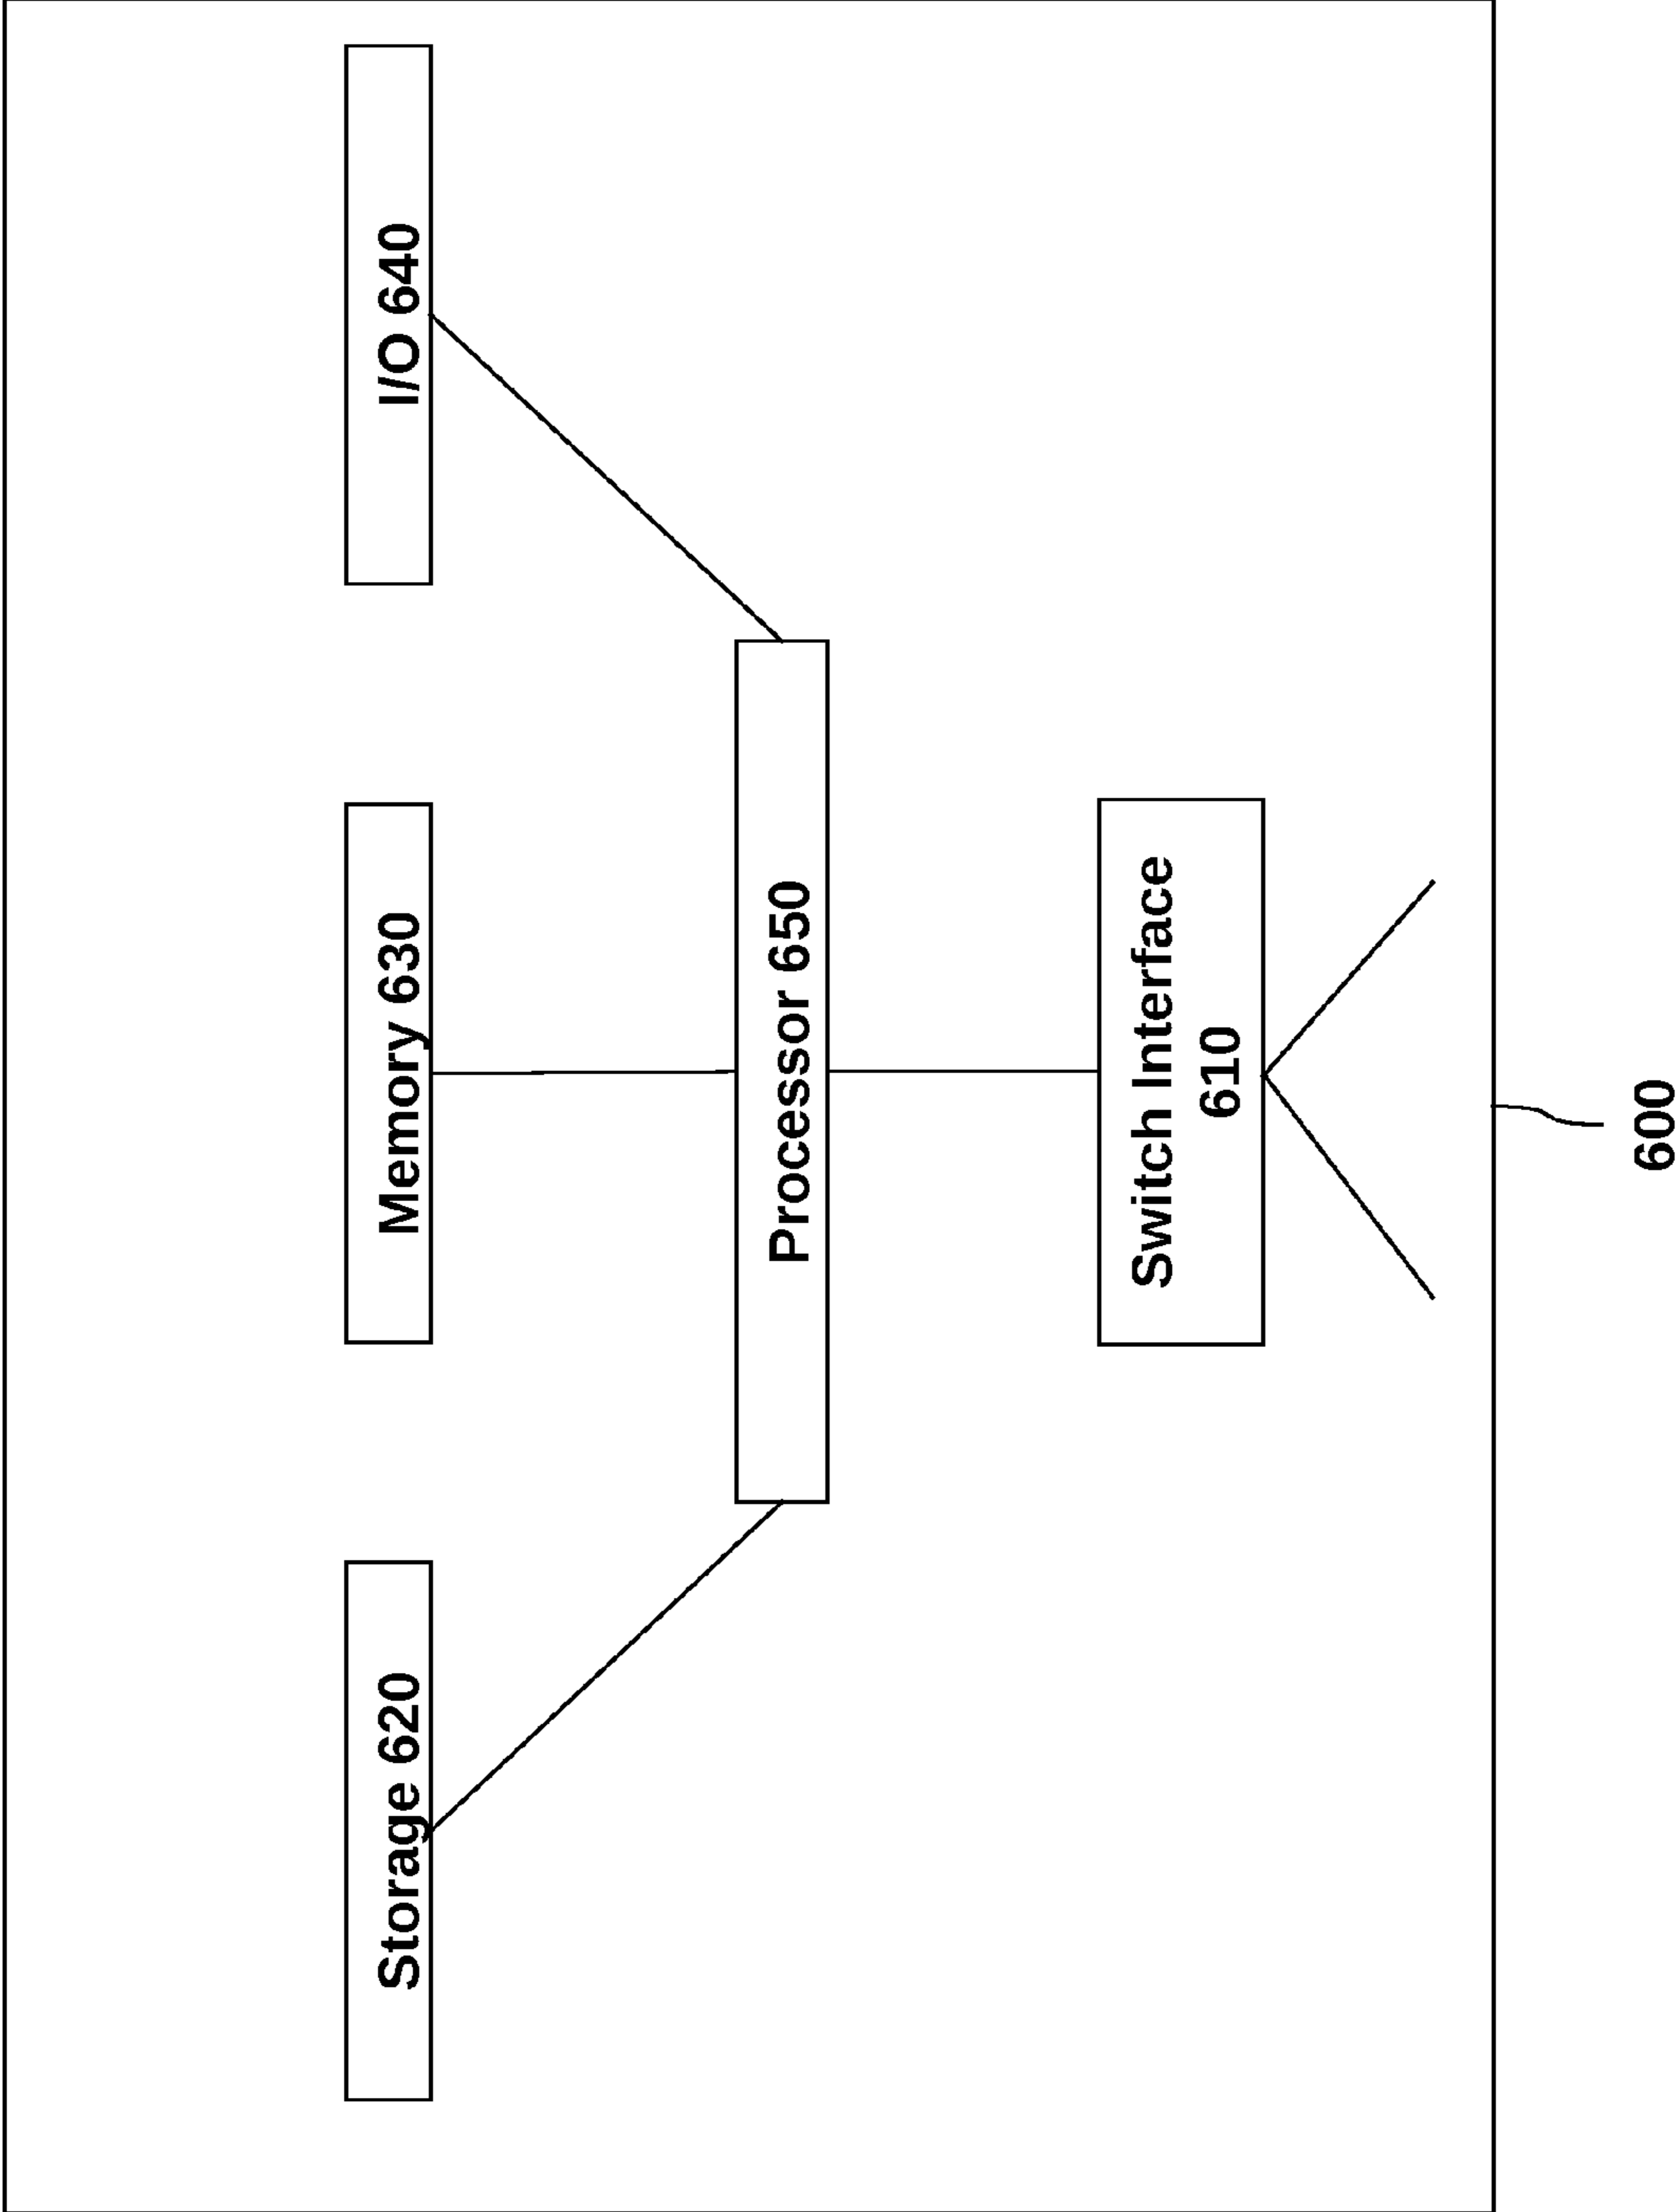 Storage 620
Memory 630
I/O 640
Processor 650
Switch Interface
610
600